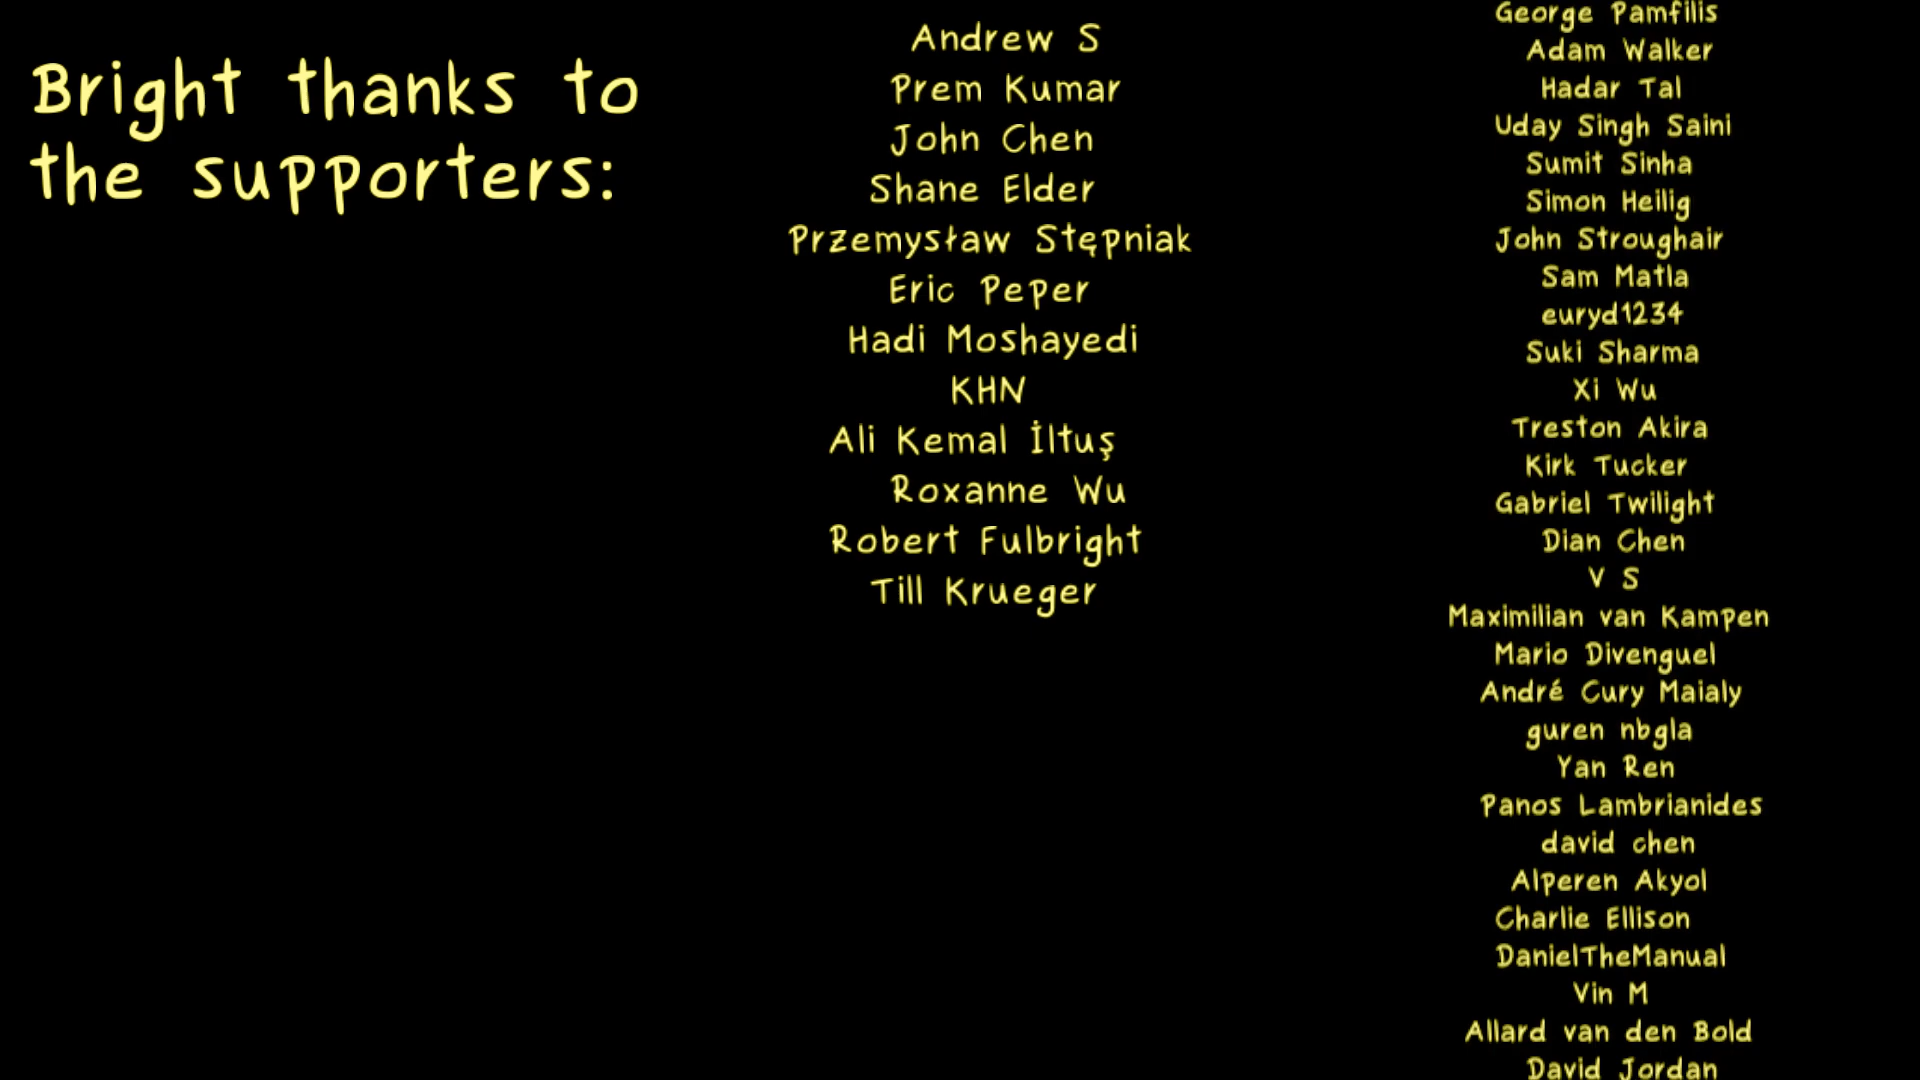 Bright thanks to
the supporters:
Andrew S
Prem Kumar
John Chen
Shane Elder
Przemysław Stępniak
Eric Peper
Hadi Moshayedi
KHN
Ali Kemal İltuş
Roxanne Wu
Robert Fulbright
Till Krueger
George Pamfilis
Adam Walker
Hadar Tal
Uday Singh Saini
Sumit Sinha
Simon Heilig
John Stroughair
Sam Matla
euryd1234
Suki Sharma
Xi Wu
Treston Akira
Kirk Tucker
Gabriel Twilight
Dian Chen
V S
Maximilian van Kampen
Mario Divenguel
André Cury Maialy
guren nbgla
Yan Ren
Panos Lambrianides
david chen
Alperen Akyol
Charlie Ellison
DanielTheManual
Vin M
Allard van den Bold
David Jordan